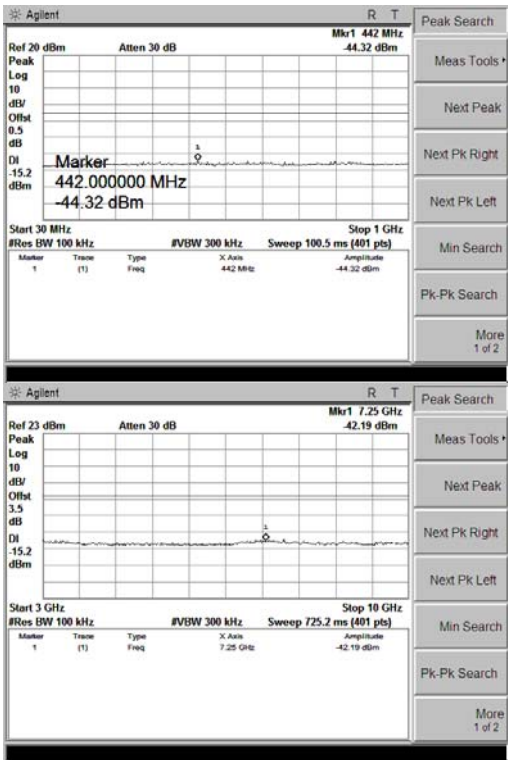 Agilent R T
Peak Search
Mkr1 442 MHz
Ref 20 dBm Atten 30 dB -44.32 dBm
Peak
Log
10
dB/
Offst
0.5
dB
DI
-15.2
dBm
1
Marker
442.000000 MHz
-44.32 dBm
Start 30 MHz Stop 1 GHz
#Res BW 100 kHz #VBW 300 kHz Sweep 100.5 ms (401 pts)
Marker Trace Type X Axis Amplitude
1 (1) Freq 442 MHz -44.32 dBm
Meas Tools
Next Peak
Next Pk Right
Next Pk Left
Min Search
Pk-Pk Search
More
1 of 2
Agilent R T
Peak Search
Mkr1 7.25 GHz
Ref 23 dBm Atten 30 dB -42.19 dBm
Peak
Log
10
dB/
Offst
3.5
dB
DI
-15.2
dBm
1
Start 3 GHz Stop 10 GHz
#Res BW 100 kHz #VBW 300 kHz Sweep 725.2 ms (401 pts)
Marker Trace Type X Axis Amplitude
1 (1) Freq 7.25 GHz -42.19 dBm
Meas Tools
Next Peak
Next Pk Right
Next Pk Left
Min Search
Pk-Pk Search
More
1 of 2